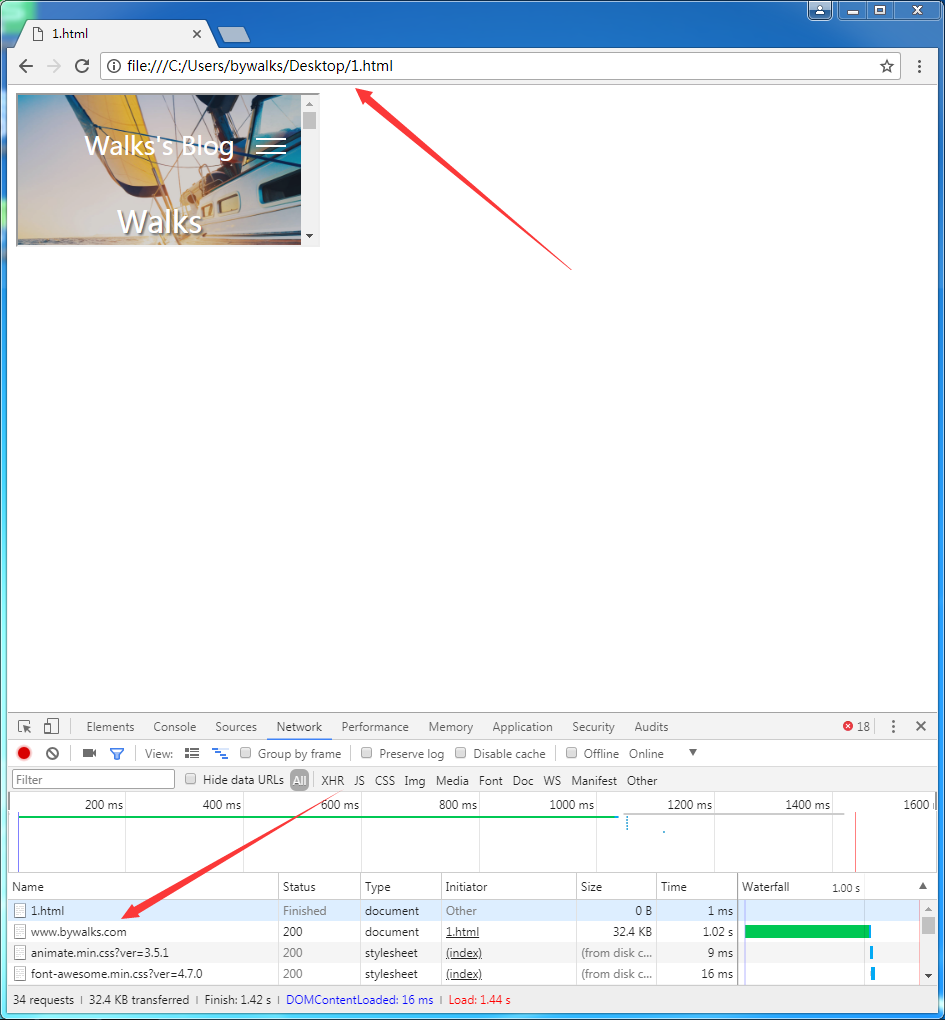 1.html
file:///C:/Users/bywalks/Desktop/1.html
Walks's Blog
Walks
Elements Console Sources Network Performance Memory Application Security Audits 18
View: Group by frame Preserve log Disable cache Offline Online
Filter Hide data URLs All XHR JS CSS Img Media Font Doc WS Manifest Other
200 ms 400 ms 600 ms 800 ms 1000 ms 1200 ms 1400 ms 1600
Name Status Type Initiator Size Time Waterfall 1.00 s
1.html Finished document Other 0 B 1 ms
www.bywalks.com 200 document 1.html 32.4 KB 1.02 s
animate.min.css?ver=3.5.1 200 stylesheet (index) (from disk c... 9 ms
font-awesome.min.css?ver=4.7.0 200 stylesheet (index) (from disk c... 16 ms
34 requests | 32.4 KB transferred | Finish: 1.42 s | DOMContentLoaded: 16 ms | Load: 1.44 s